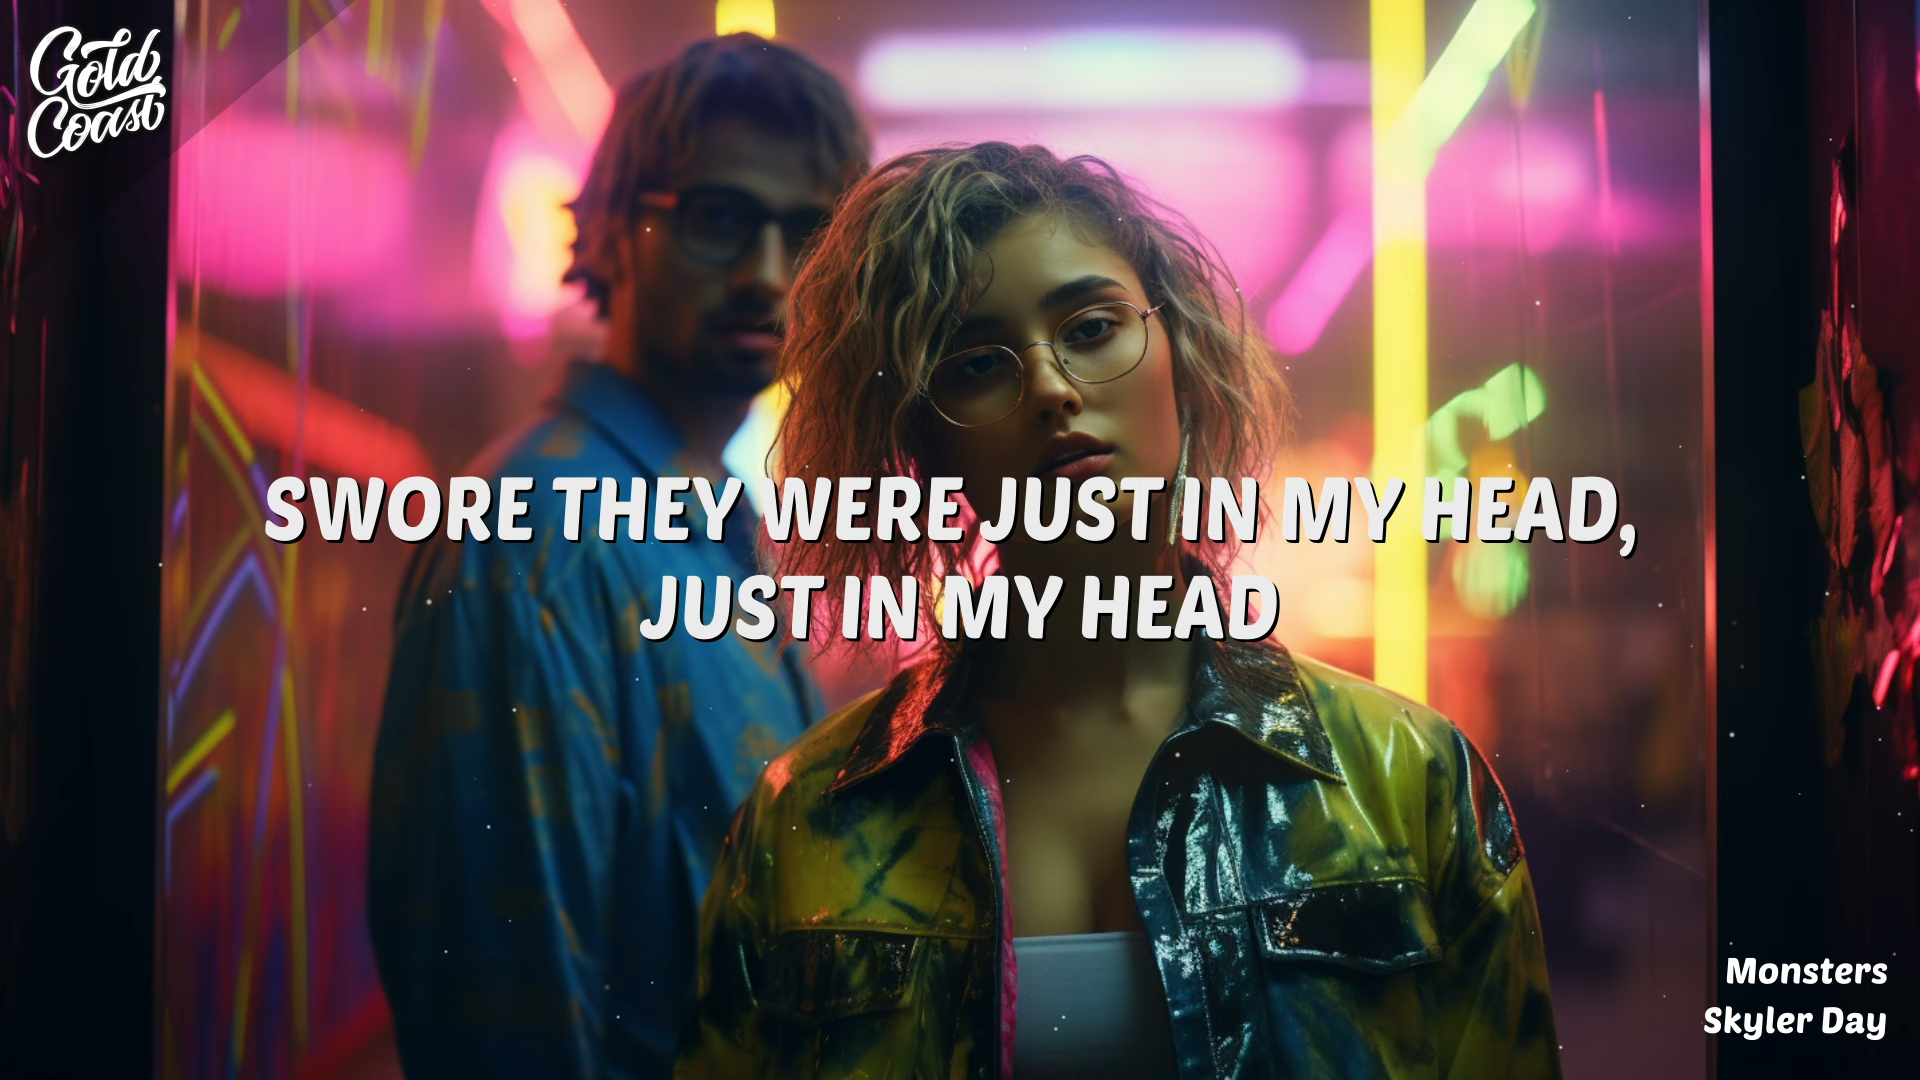 Gold
Coast
SWORE THEY WERE JUST IN MY HEAD,
JUST IN MY HEAD
Monsters
Skyler Day